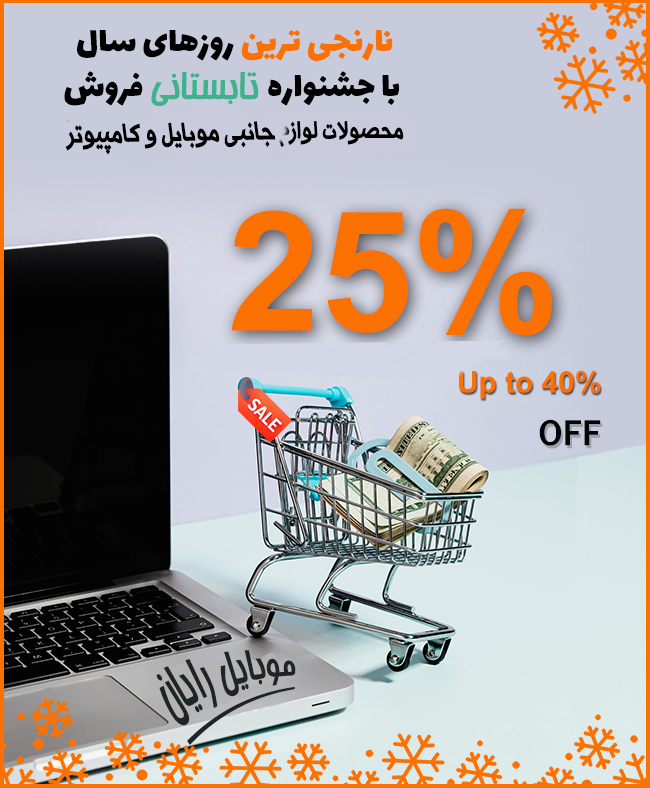 نارنجی ترین روزهای سال
با جشنواره تابستانی فروش
محصولات لوازم جانبی موبایل و کامپیوتر
25%
Up to 40%
OFF
SALE
موبایل رایان